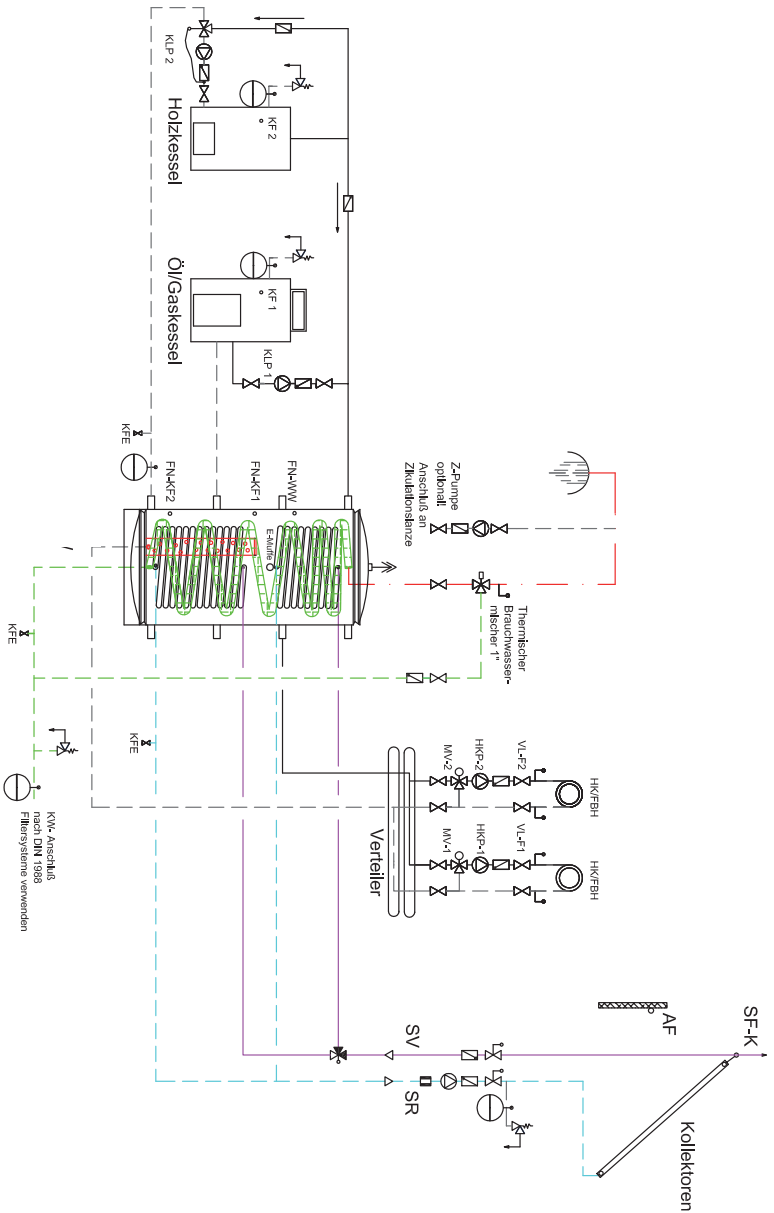 KLP 2
KF 2
Holzkessel
KF 1
Öl/Gaskessel
KLP 1
KFE
FN-KF2
FN-KF1
FN-WW
E-Muffe
Z-Pumpe
optional!
Anschluß an
Zikulationslanze
Thermischer
Brauchwasser-
mischer 1"
KFE
KFE
KW- Anschluß
nach DIN 1988
Filtersysteme verwenden
MV-2
HKP-2
VL-F2
HK/FBH
MV-1
HKP-1
VL-F1
HK/FBH
Verteiler
AF
SF-K
SV
SR
Kollektoren